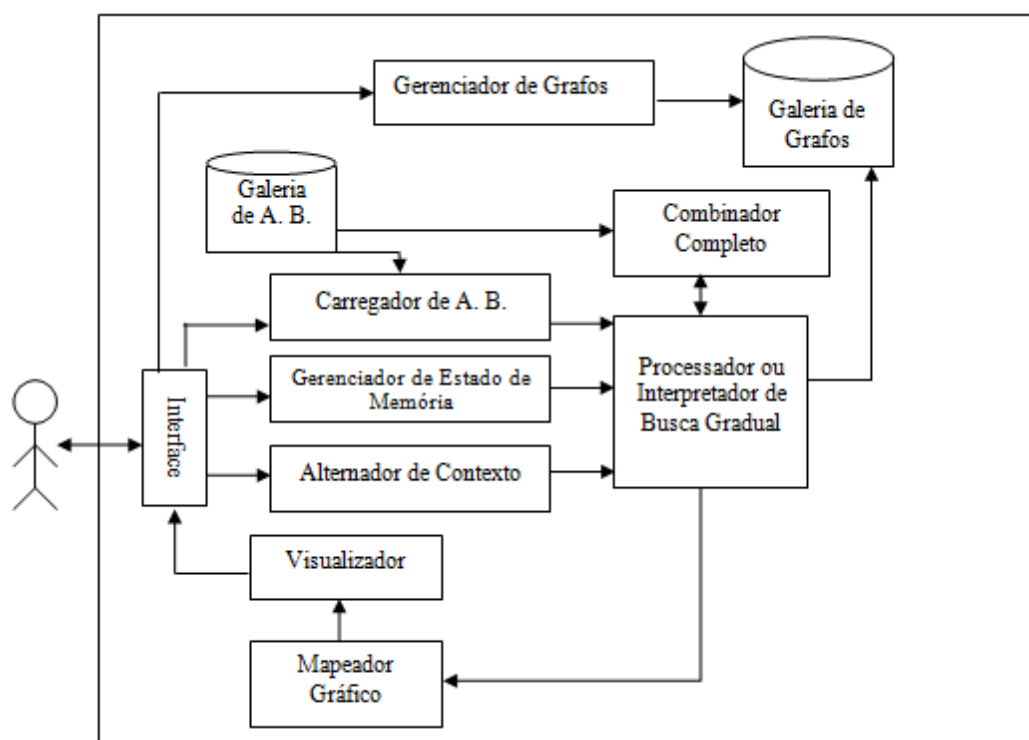 Gerenciador de Grafos
Galeria de
Grafos
Galeria
de A. B.
Combinador
Completo
Carregador de A. B.
Processador ou
Interpretador de
Busca Gradual
Gerenciador de Estado de
Memória
Interface
Alternador de Contexto
Visualizador
Mapeador
Gráfico